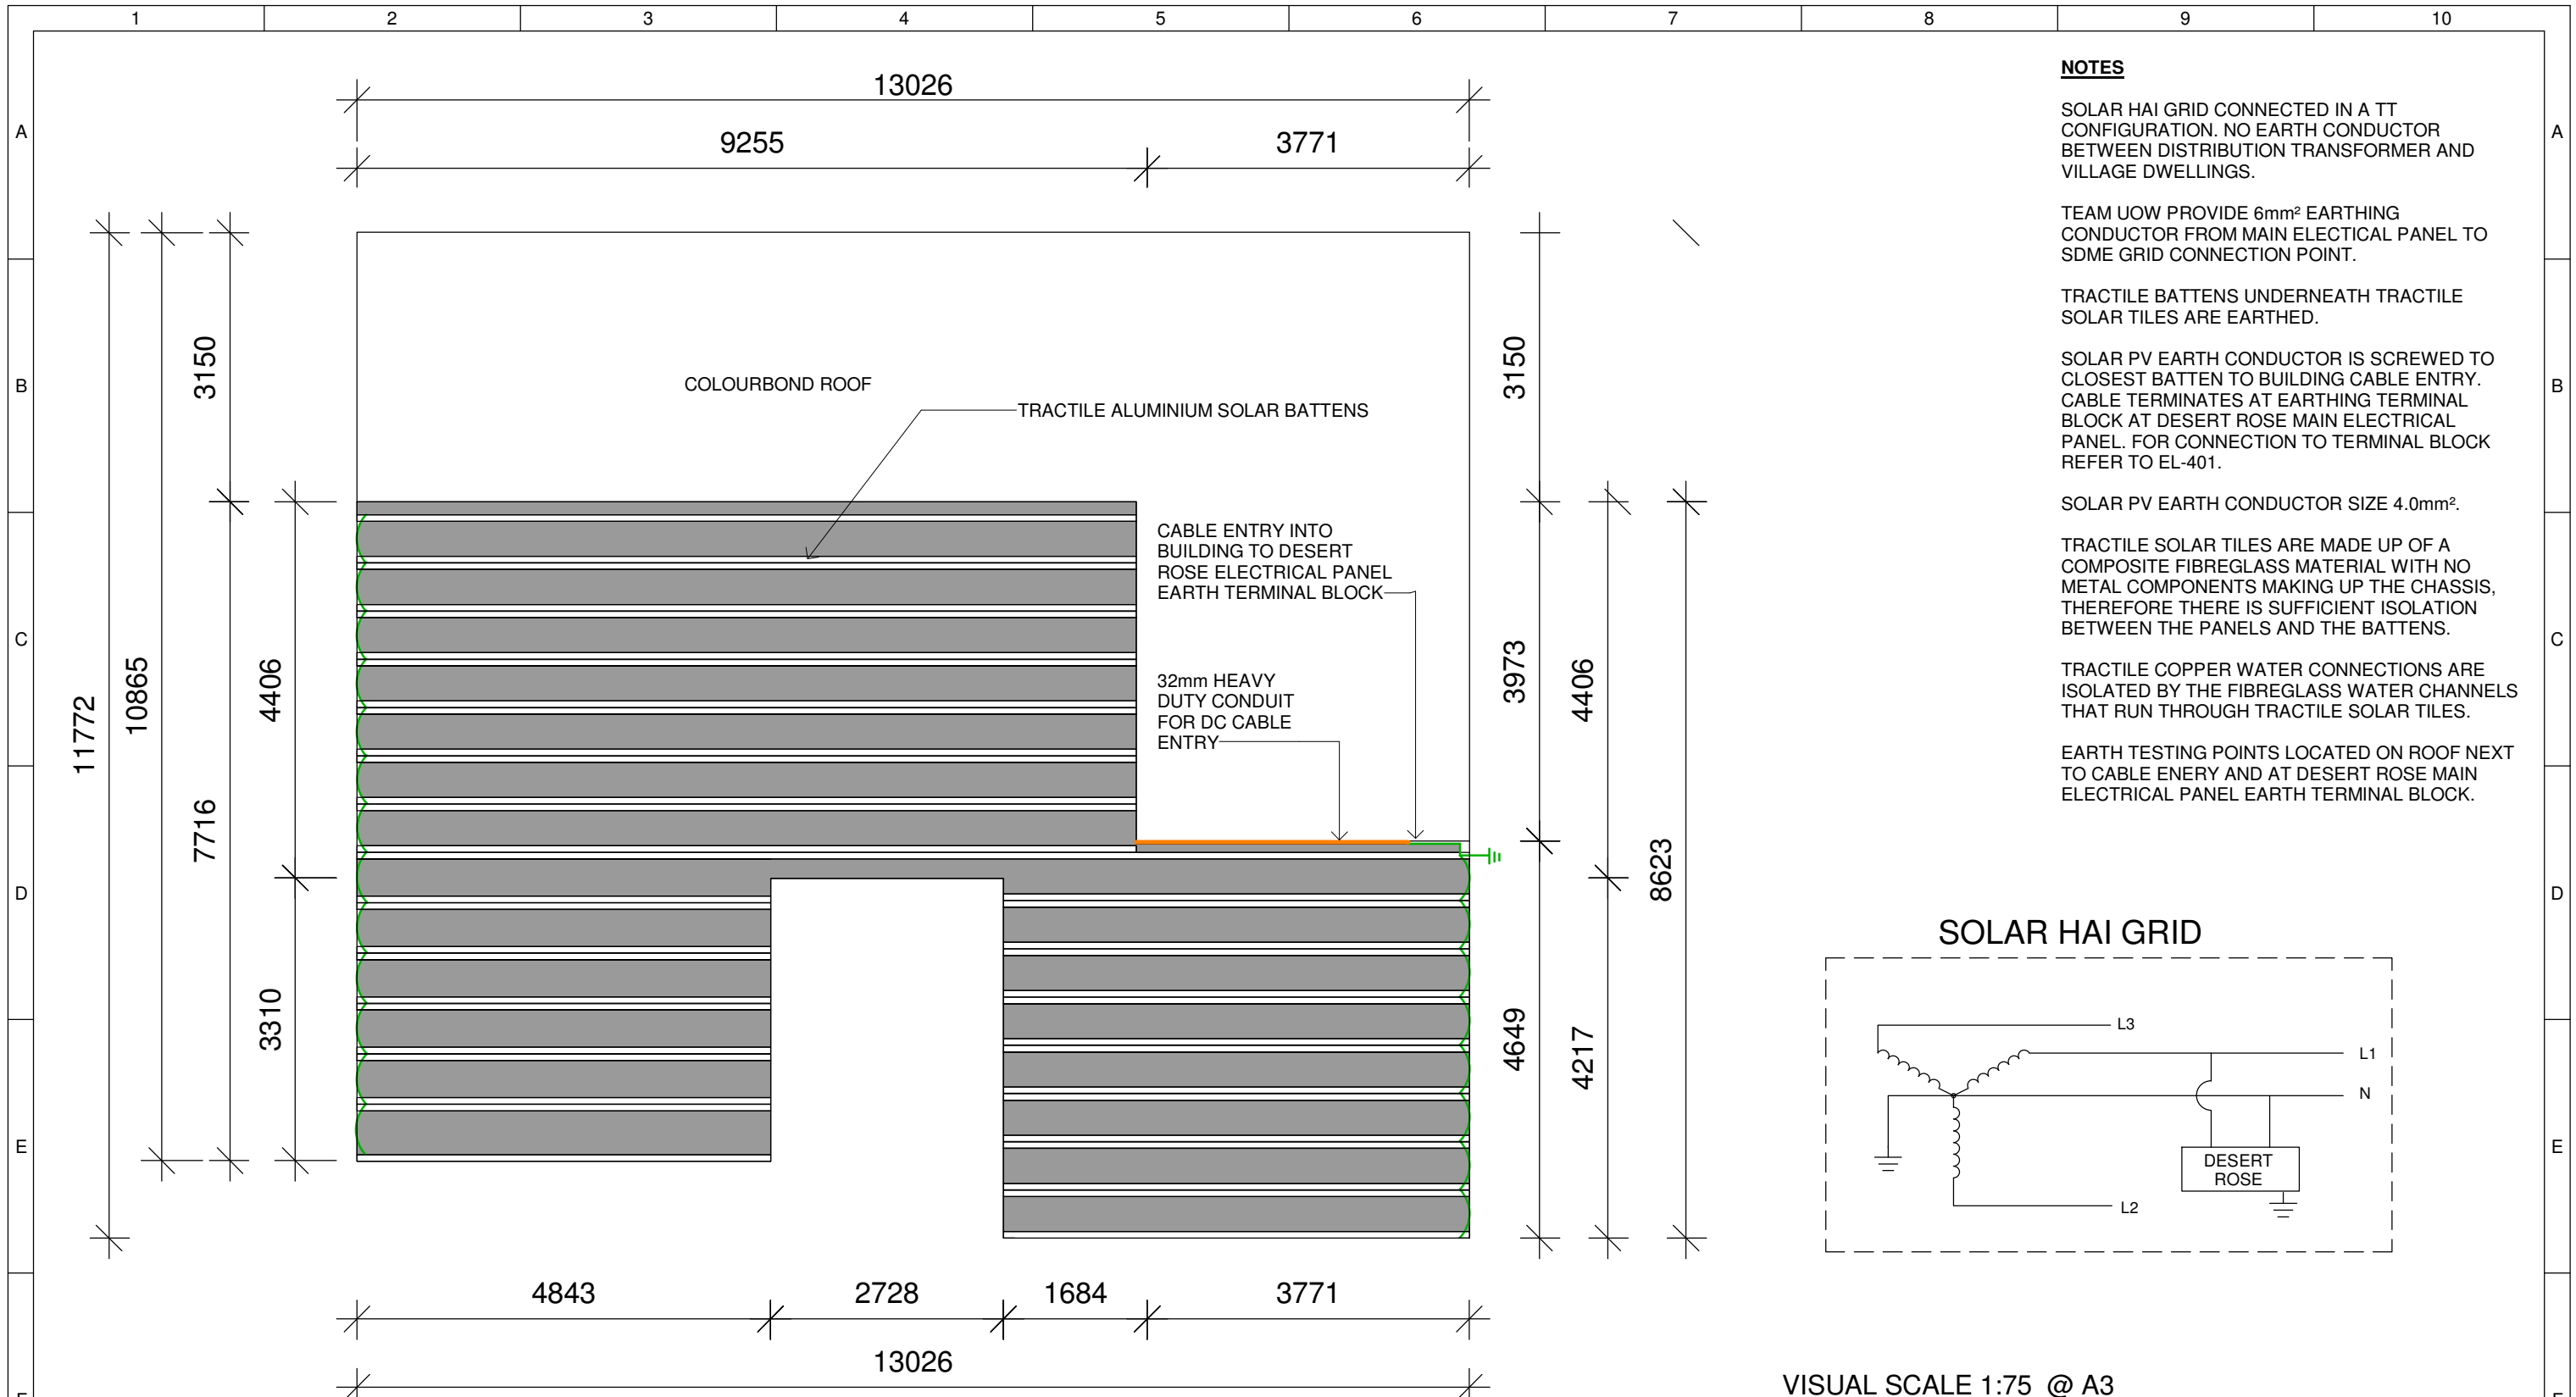 1 2 3 4 5 6 7 8 9 10
13026
9255 3771
NOTES
SOLAR HAI GRID CONNECTED IN A TT
CONFIGURATION. NO EARTH CONDUCTOR
BETWEEN DISTRIBUTION TRANSFORMER AND
VILLAGE DWELLINGS.
TEAM UOW PROVIDE 6mm² EARTHING
CONDUCTOR FROM MAIN ELECTICAL PANEL TO
SDME GRID CONNECTION POINT.
TRACTILE BATTENS UNDERNEATH TRACTILE
SOLAR TILES ARE EARTHED.
SOLAR PV EARTH CONDUCTOR IS SCREWED TO
CLOSEST BATTEN TO BUILDING CABLE ENTRY.
CABLE TERMINATES AT EARTHING TERMINAL
BLOCK AT DESERT ROSE MAIN ELECTRICAL
PANEL. FOR CONNECTION TO TERMINAL BLOCK
REFER TO EL-401.
SOLAR PV EARTH CONDUCTOR SIZE 4.0mm².
TRACTILE SOLAR TILES ARE MADE UP OF A
COMPOSITE FIBREGLASS MATERIAL WITH NO
METAL COMPONENTS MAKING UP THE CHASSIS,
THEREFORE THERE IS SUFFICIENT ISOLATION
BETWEEN THE PANELS AND THE BATTENS.
TRACTILE COPPER WATER CONNECTIONS ARE
ISOLATED BY THE FIBREGLASS WATER CHANNELS
THAT RUN THROUGH TRACTILE SOLAR TILES.
EARTH TESTING POINTS LOCATED ON ROOF NEXT
TO CABLE ENERY AND AT DESERT ROSE MAIN
ELECTRICAL PANEL EARTH TERMINAL BLOCK.
A A
B B
C C
D D
E E
COLOURBOND ROOF
TRACTILE ALUMINIUM SOLAR BATTENS
CABLE ENTRY INTO
BUILDING TO DESERT
ROSE ELECTRICAL PANEL
EARTH TERMINAL BLOCK
32mm HEAVY
DUTY CONDUIT
FOR DC CABLE
ENTRY
11772
10865
3150
7716
4406
3310
3150
3973
4649
4406
4217
8623
SOLAR HAI GRID
L3
L1
N
DESERT
ROSE
L2
4843 2728 1684 3771
13026
VISUAL SCALE 1:75 @ A3